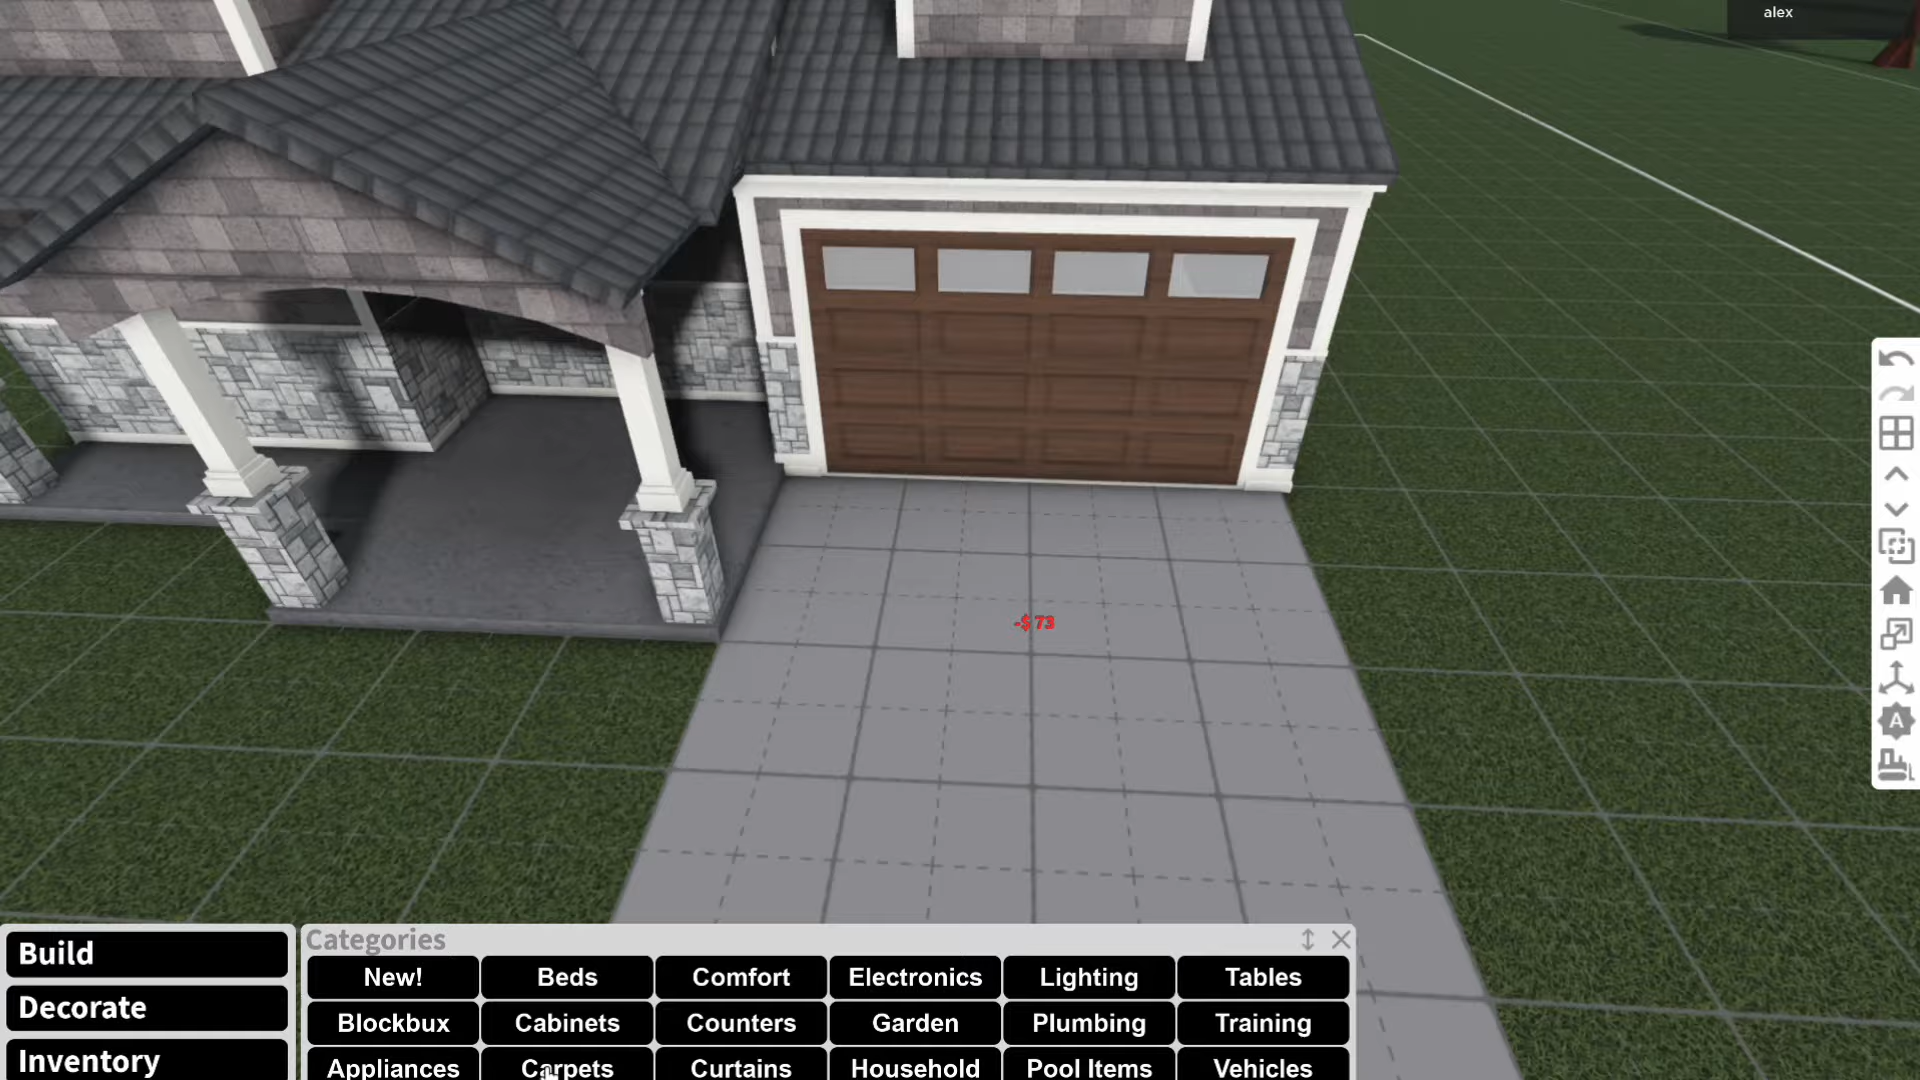 alex
-$ 73
Build
Decorate
Inventory
Categories
New! Beds Comfort Electronics Lighting Tables
Blockbux Cabinets Counters Garden Plumbing Training
Appliances Carpets Curtains Household Pool Items Vehicles
A